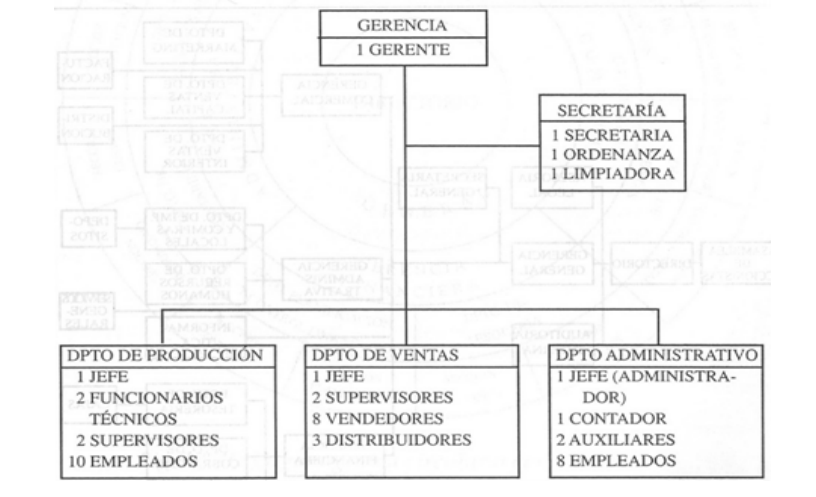 GERENCIA
1 GERENTE
SECRETARÍA
1 SECRETARIA
1 ORDENANZA
1 LIMPIADORA
DPTO DE PRODUCCIÓN
1 JEFE
2 FUNCIONARIOS
TÉCNICOS
2 SUPERVISORES
10 EMPLEADOS
DPTO DE VENTAS
1 JEFE
2 SUPERVISORES
8 VENDEDORES
3 DISTRIBUIDORES
DPTO ADMINISTRATIVO
1 JEFE (ADMINISTRA-
DOR)
1 CONTADOR
2 AUXILIARES
8 EMPLEADOS